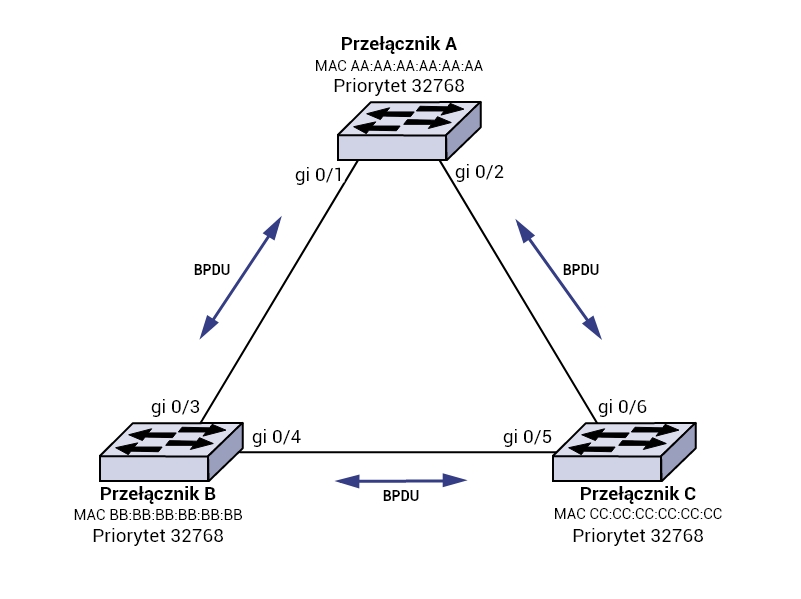 Przełącznik A
MAC AA:AA:AA:AA:AA:AA
Priorytet 32768
gi 0/1
gi 0/2
BPDU
BPDU
gi 0/3
gi 0/6
gi 0/4
gi 0/5
Przełącznik B
MAC BB:BB:BB:BB:BB:BB
Priorytet 32768
BPDU
Przełącznik C
MAC CC:CC:CC:CC:CC:CC
Priorytet 32768